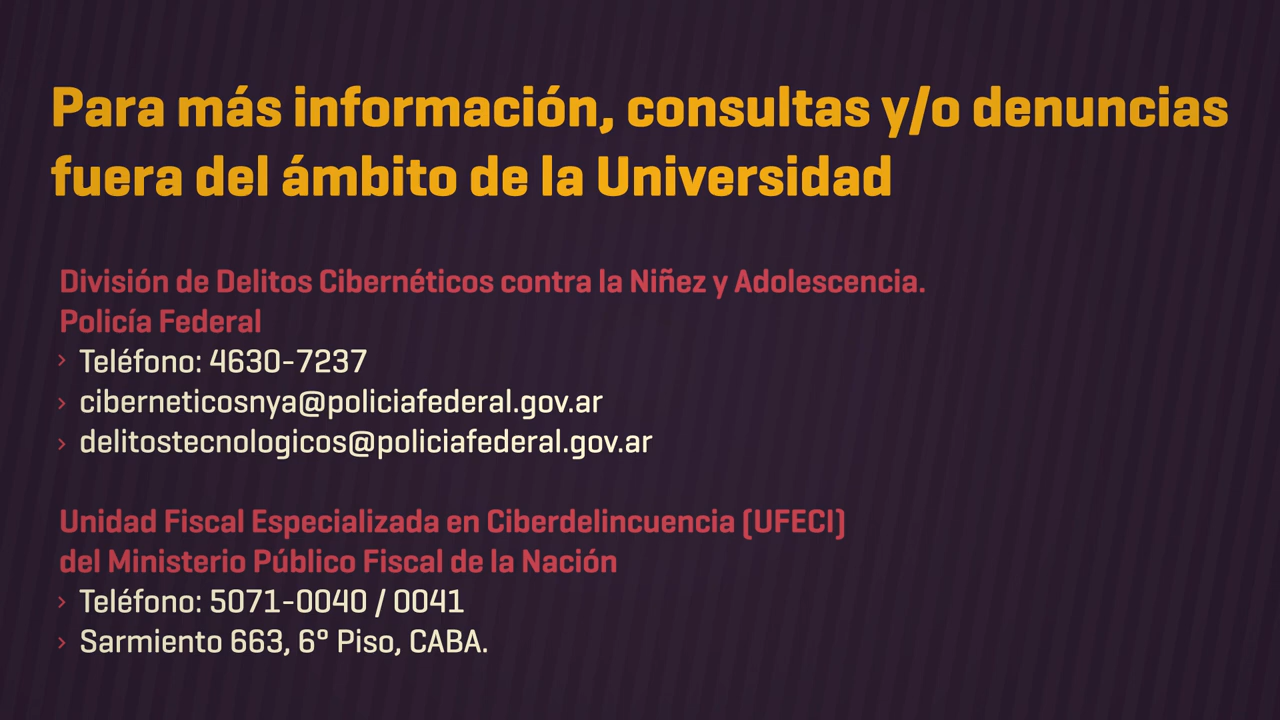 Para más información, consultas y/o denuncias
fuera del ámbito de la Universidad
División de Delitos Cibernéticos contra la Niñez y Adolescencia.
Policía Federal
› Teléfono: 4630-7237
› ciberneticosnya@policiafederal.gov.ar
› delitostecnologicos@policiafederal.gov.ar
Unidad Fiscal Especializada en Ciberdelincuencia (UFECI)
del Ministerio Público Fiscal de la Nación
› Teléfono: 5071-0040 / 0041
› Sarmiento 663, 6° Piso, CABA.